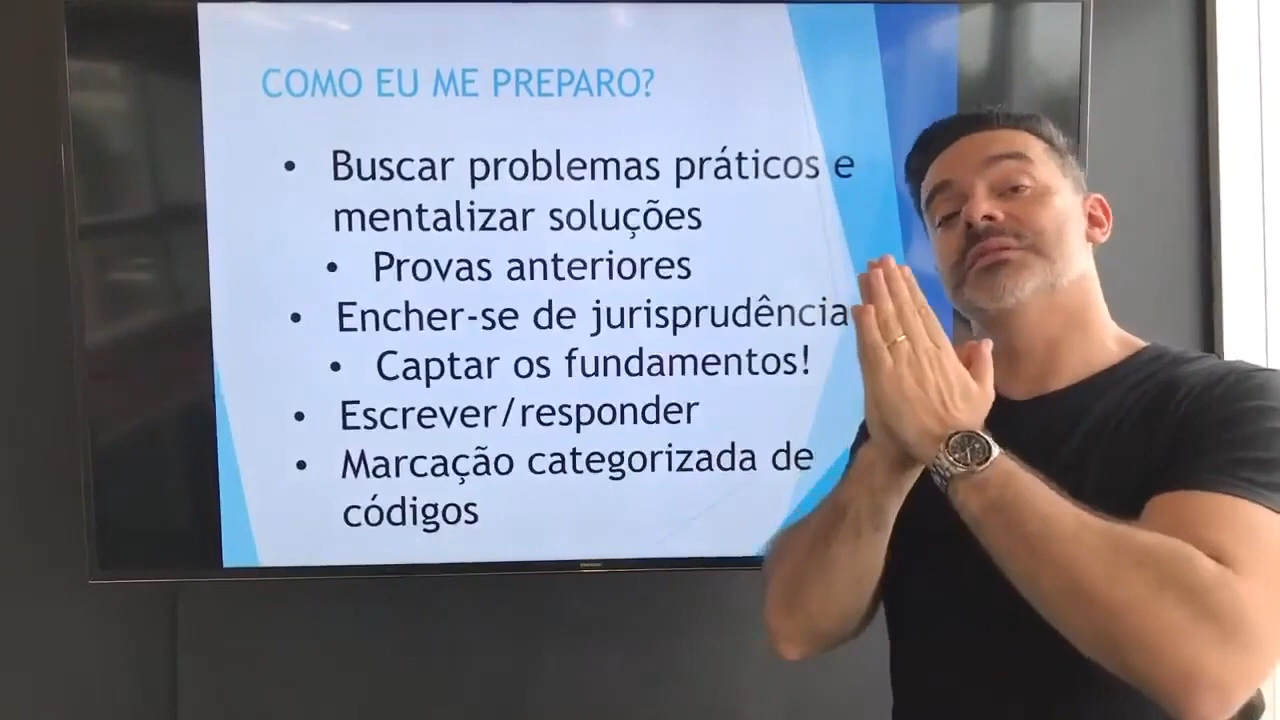 COMO EU ME PREPARO?
• Buscar problemas práticos e
mentalizar soluções
• Provas anteriores
• Encher-se de jurisprudência
• Captar os fundamentos!
• Escrever/responder
• Marcação categorizada de
códigos